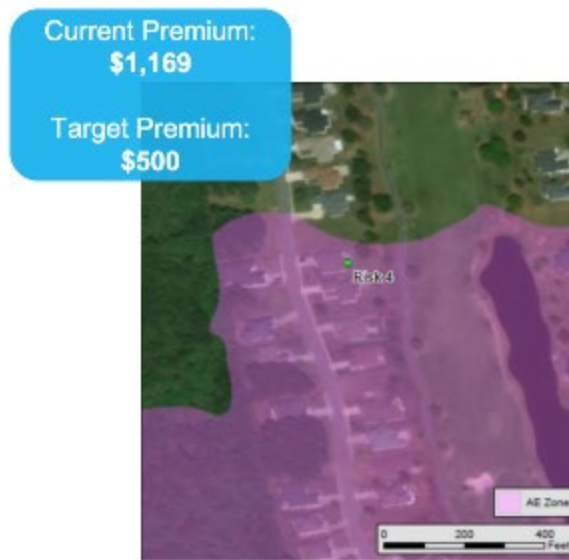 Current Premium:
$1,169
Target Premium:
$500
Risk 4
AE Zone
0 200 400
Feet